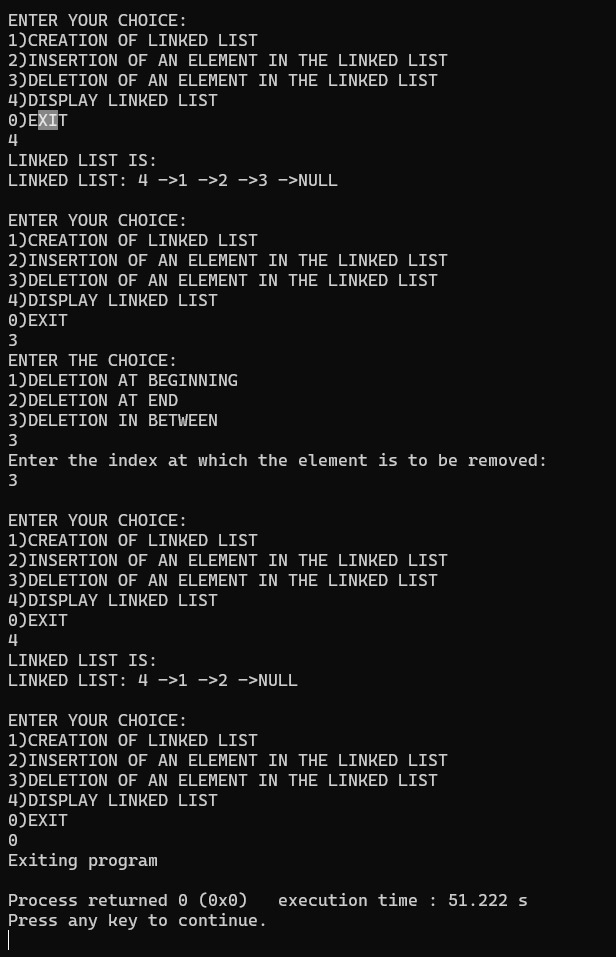 ENTER YOUR CHOICE:
1)CREATION OF LINKED LIST
2)INSERTION OF AN ELEMENT IN THE LINKED LIST
3)DELETION OF AN ELEMENT IN THE LINKED LIST
4)DISPLAY LINKED LIST
0)EXIT
4
LINKED LIST IS:
LINKED LIST: 4 ->1 ->2 ->3 ->NULL

ENTER YOUR CHOICE:
1)CREATION OF LINKED LIST
2)INSERTION OF AN ELEMENT IN THE LINKED LIST
3)DELETION OF AN ELEMENT IN THE LINKED LIST
4)DISPLAY LINKED LIST
0)EXIT
3
ENTER THE CHOICE:
1)DELETION AT BEGINNING
2)DELETION AT END
3)DELETION IN BETWEEN
3
Enter the index at which the element is to be removed:
3

ENTER YOUR CHOICE:
1)CREATION OF LINKED LIST
2)INSERTION OF AN ELEMENT IN THE LINKED LIST
3)DELETION OF AN ELEMENT IN THE LINKED LIST
4)DISPLAY LINKED LIST
0)EXIT
4
LINKED LIST IS:
LINKED LIST: 4 ->1 ->2 ->NULL

ENTER YOUR CHOICE:
1)CREATION OF LINKED LIST
2)INSERTION OF AN ELEMENT IN THE LINKED LIST
3)DELETION OF AN ELEMENT IN THE LINKED LIST
4)DISPLAY LINKED LIST
0)EXIT
0
Exiting program

Process returned 0 (0x0)   execution time : 51.222 s
Press any key to continue.